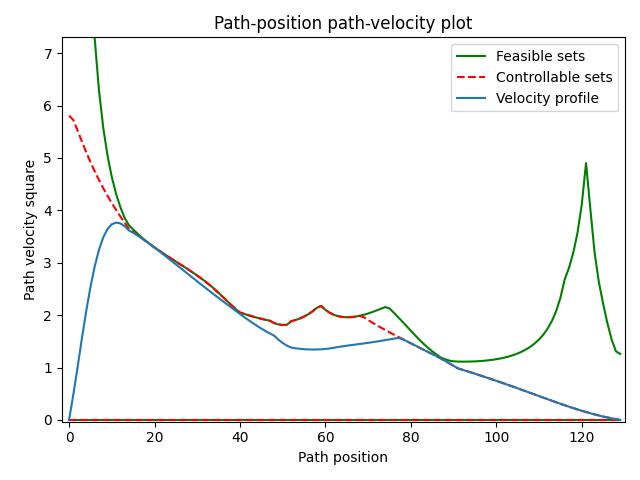 Path-position path-velocity plot
Feasible sets
Controllable sets
Velocity profile
7
6
5
4
3
2
1
0
Path velocity square
0
20
40
60
80
100
120
Path position